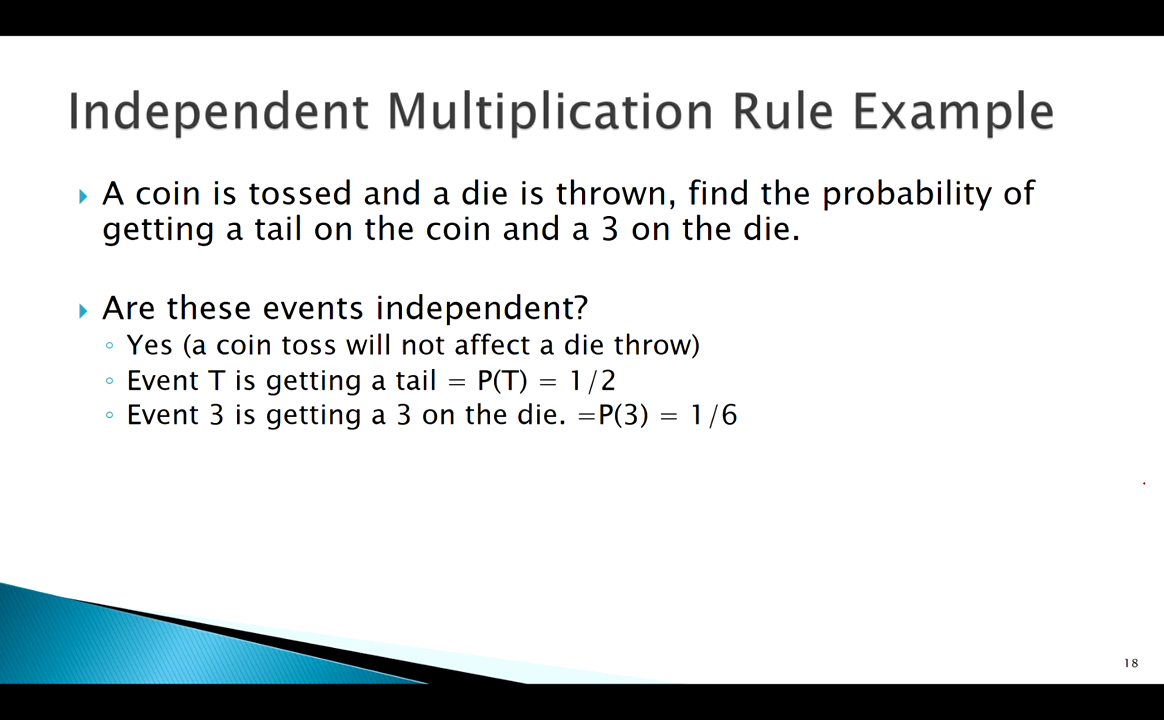 Independent Multiplication Rule Example
A coin is tossed and a die is thrown, find the probability of
getting a tail on the coin and a 3 on the die.
Are these events independent?
Yes (a coin toss will not affect a die throw)
Event T is getting a tail = P(T) = 1/2
Event 3 is getting a 3 on the die. =P(3) = 1/6
18